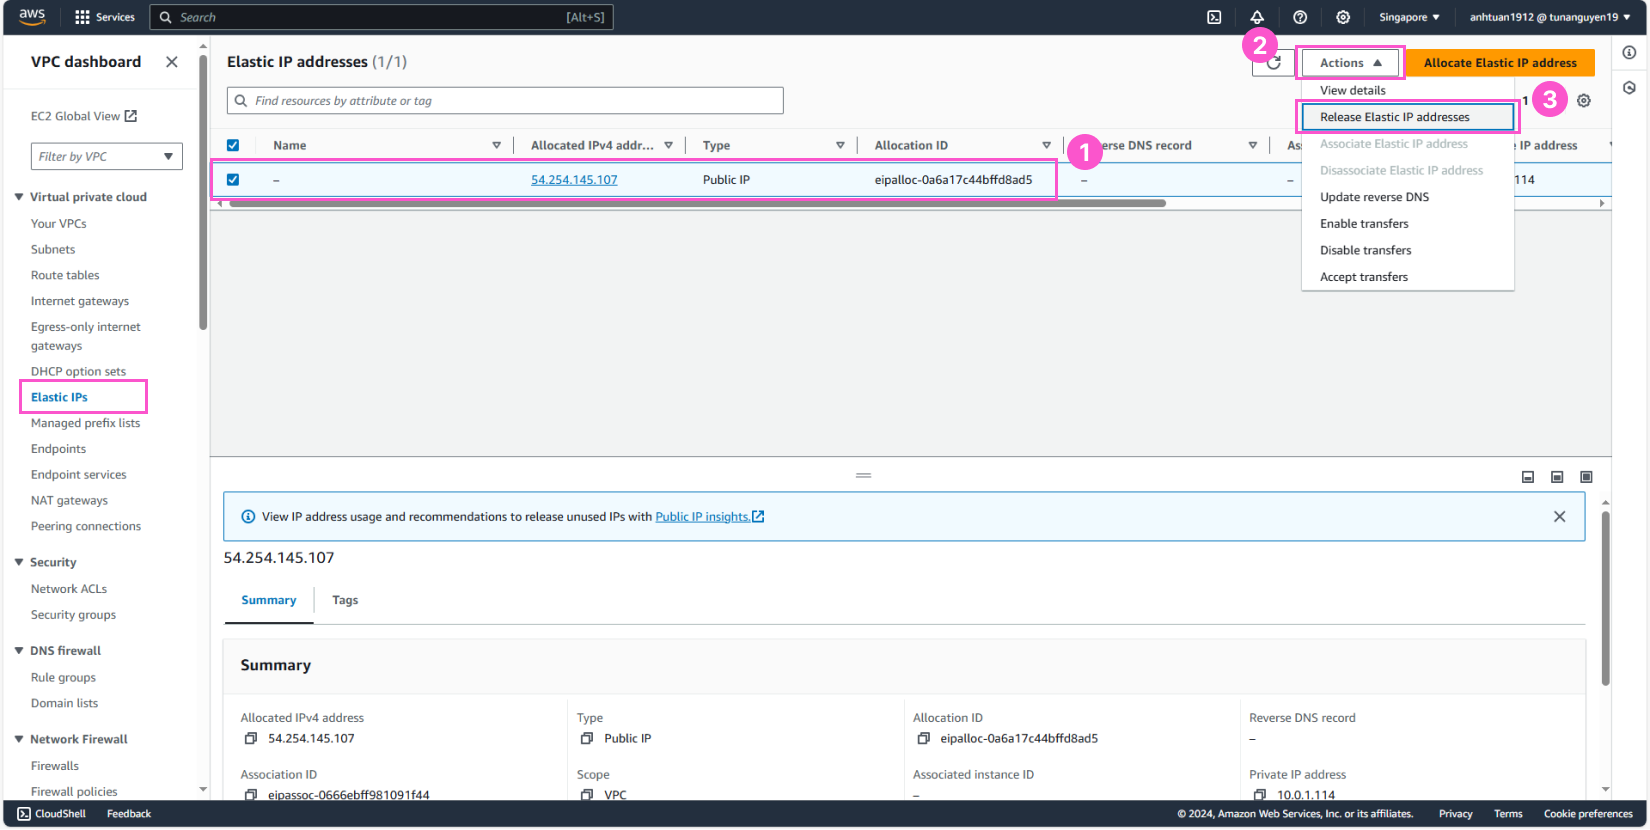 aws
Services
Search
[Alt+S]
Singapore
anhtuan1912 @ tunanguyen19
VPC dashboard
EC2 Global View
Filter by VPC
Virtual private cloud
Your VPCs
Subnets
Route tables
Internet gateways
Egress-only internet
gateways
DHCP option sets
Elastic IPs
Managed prefix lists
Endpoints
Endpoint services
NAT gateways
Peering connections
Security
Network ACLs
Security groups
DNS firewall
Rule groups
Domain lists
Network Firewall
Firewalls
Firewall policies
Elastic IP addresses (1/1)
2
Actions
Allocate Elastic IP address
Find resources by attribute or tag
View details
Release Elastic IP addresses
Associate Elastic IP address
Disassociate Elastic IP address
Update reverse DNS
Enable transfers
Disable transfers
Accept transfers
1
3
Name
Allocated IPv4 addr...
Type
Allocation ID
1
erse DNS record
As
IP address
–
54.254.145.107
Public IP
eipalloc-0a6a17c44bffd8ad5
–
–
114
View IP address usage and recommendations to release unused IPs with Public IP insights.
54.254.145.107
Summary
Tags
Summary
Allocated IPv4 address
54.254.145.107
Type
Public IP
Allocation ID
eipalloc-0a6a17c44bffd8ad5
Reverse DNS record
–
Association ID
eipassoc-0666ebff981091f44
Scope
VPC
Associated instance ID
–
Private IP address
10.0.1.114
CloudShell
Feedback
© 2024, Amazon Web Services, Inc. or its affiliates.
Privacy
Terms
Cookie preferences